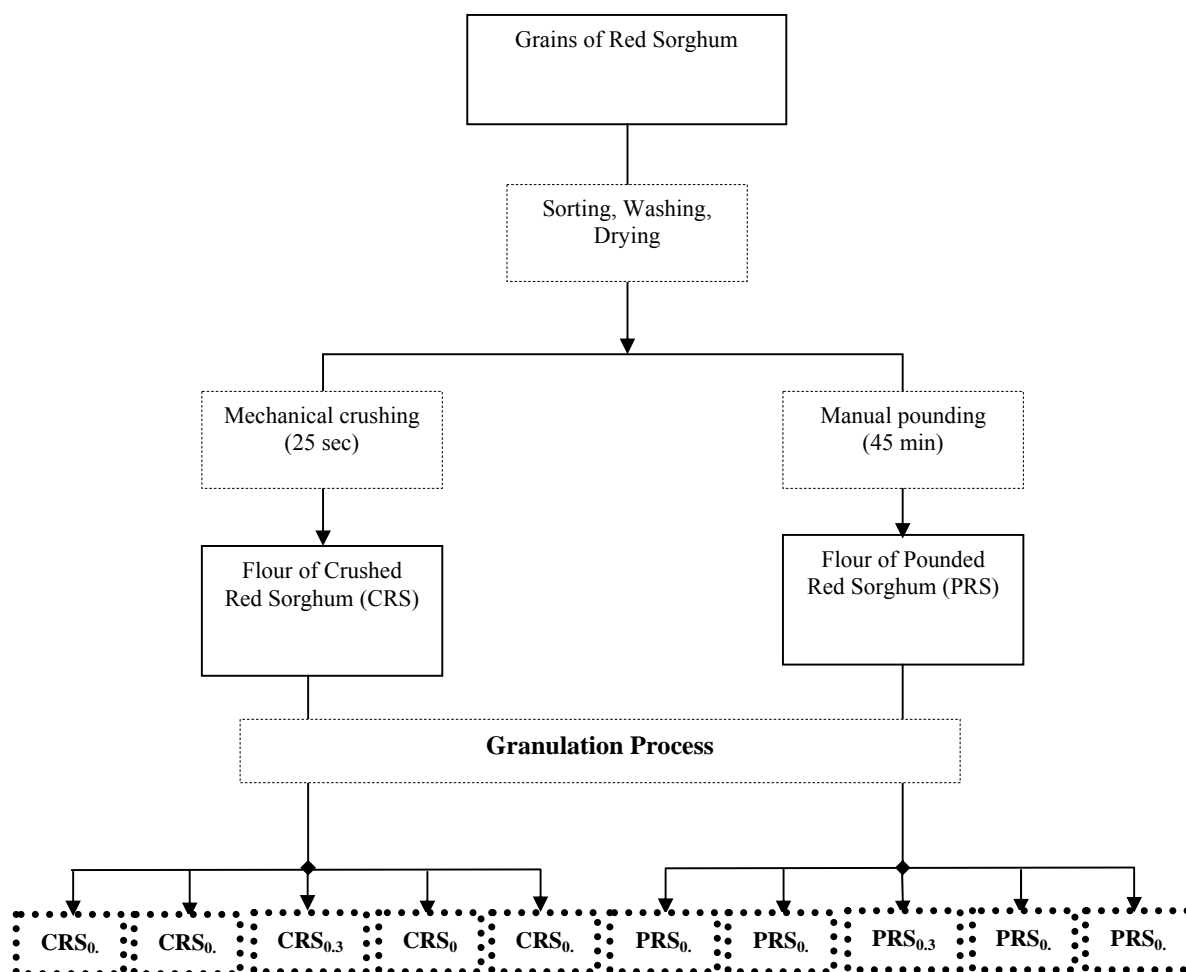 Grains of Red Sorghum
Sorting, Washing,
Drying
Mechanical crushing
(25 sec)
Manual pounding
(45 min)
Flour of Crushed
Red Sorghum (CRS)
Flour of Pounded
Red Sorghum (PRS)
Granulation Process
CRS0.
CRS0.
CRS0.3
CRS0
CRS0.
PRS0.
PRS0.
PRS0.3
PRS0.
PRS0.